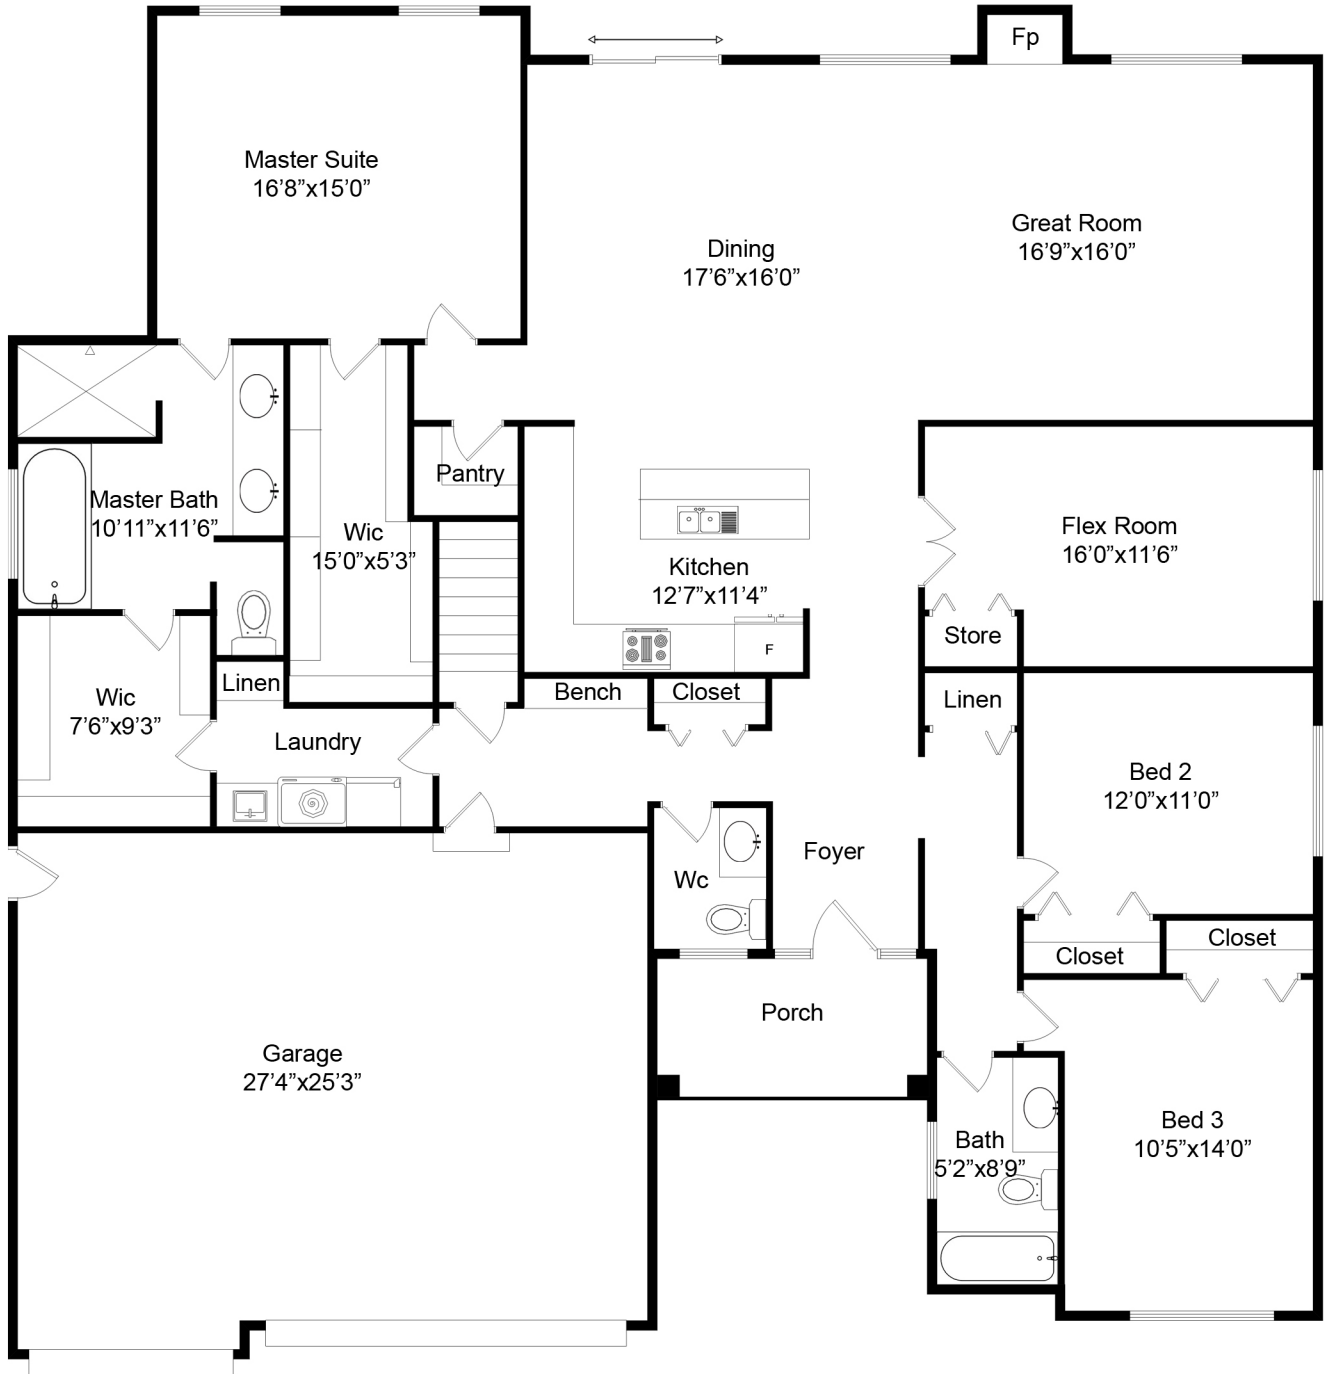 Fp
Master Suite
16’8”x15’0”
Great Room
16’9”x16’0”
Dining
17’6”x16’0”
Pantry
Master Bath
10’11”x11’6”
Wic
15’0”x5’3”
Flex Room
16’0”x11’6”
Kitchen
12’7”x11’4”
Store
F
Linen
Bench
Closet
Linen
Wic
7’6”x9’3”
Laundry
Bed 2
12’0”x11’0”
Foyer
Wc
Closet
Closet
Porch
Garage
27’4”x25’3”
Bed 3
10’5”x14’0”
Bath
5’2”x8’9”